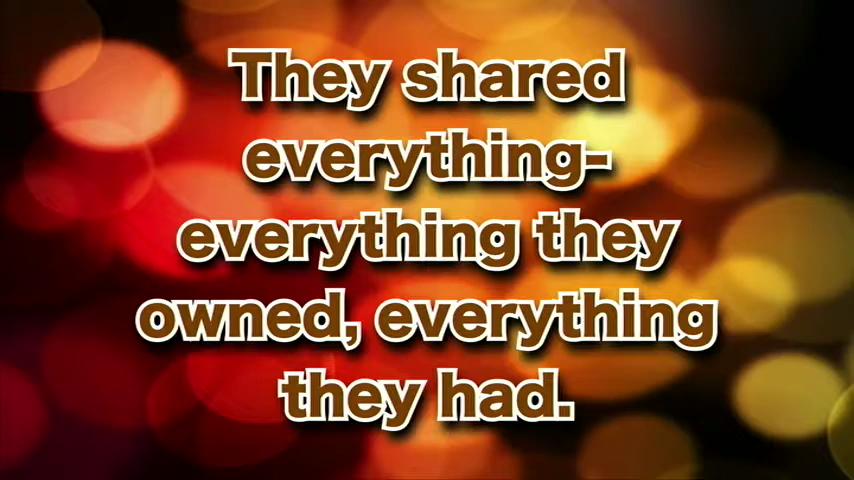 They shared
everything-
everything they
owned, everything
they had.